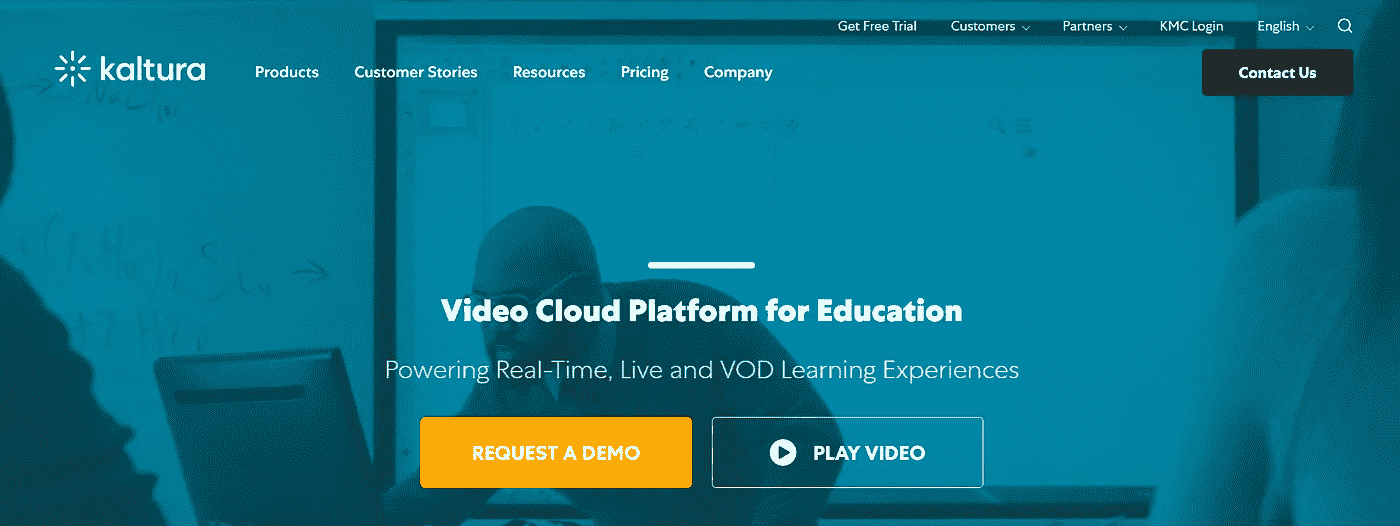 Get Free Trial Customers Partners KMC Login English
kaltura Products Customer Stories Resources Pricing Company Contact Us
Video Cloud Platform for Education
Powering Real-Time, Live and VOD Learning Experiences
REQUEST A DEMO PLAY VIDEO